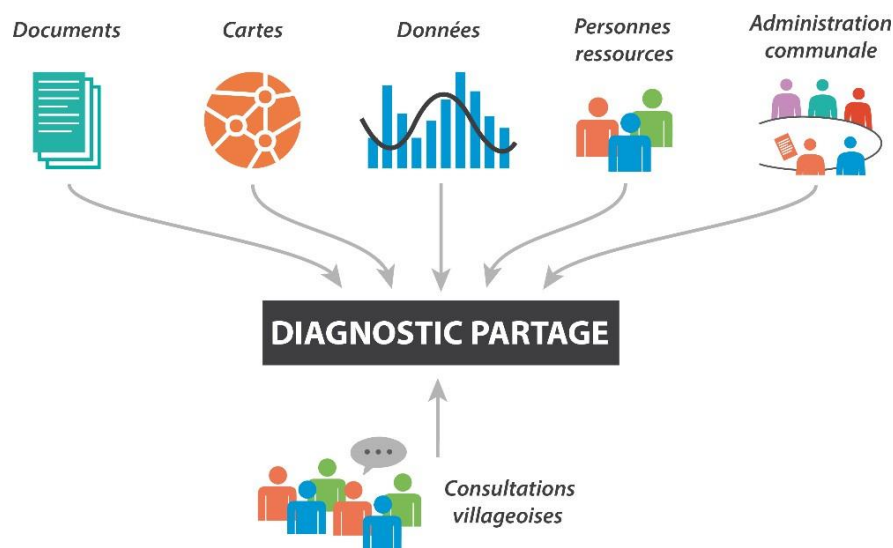 Documents
Cartes
Données
Personnes
ressources
Administration
communale
DIAGNOSTIC PARTAGE
Consultations
villageoises